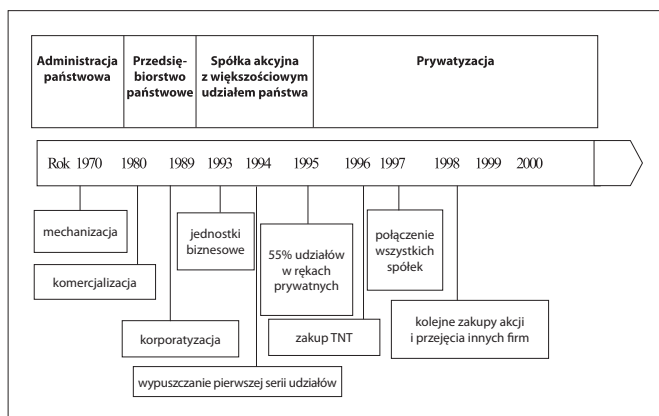 Administracja
państwowa
Przedsię-
biorstwo
państwowe
Spółka akcyjna
z większościowym
udziałem państwa
Prywatyzacja
Rok 1970 1980 1989 1993 1994 1995 1996 1997 1998 1999 2000
mechanizacja
komercjalizacja
korporatyzacja
jednostki
biznesowe
wypuszczanie pierwszej serii udziałów
55% udziałów
w rękach
prywatnych
zakup TNT
połączenie
wszystkich
spółek
kolejne zakupy akcji
i przejęcia innych firm